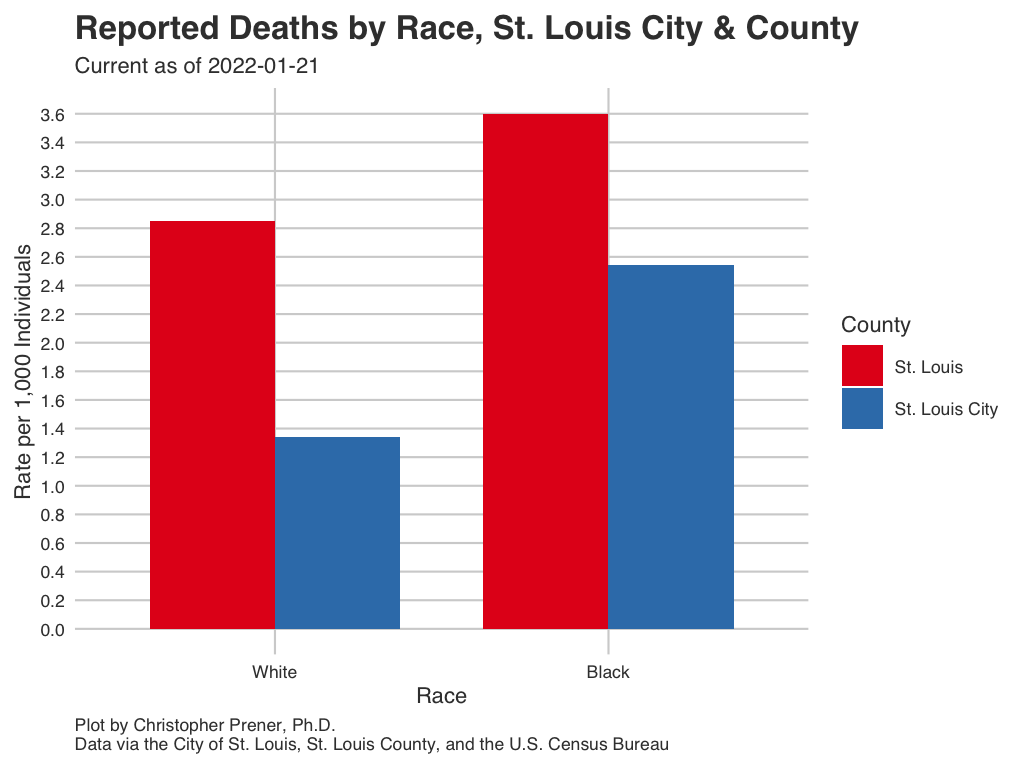 Reported Deaths by Race, St. Louis City & County
Current as of 2022-01-21
Rate per 1,000 Individuals
3.6
3.4
3.2
3.0
2.8
2.6
2.4
2.2
2.0
1.8
1.6
1.4
1.2
1.0
0.8
0.6
0.4
0.2
0.0
White
Black
Race
County
St. Louis
St. Louis City
Plot by Christopher Prener, Ph.D.
Data via the City of St. Louis, St. Louis County, and the U.S. Census Bureau